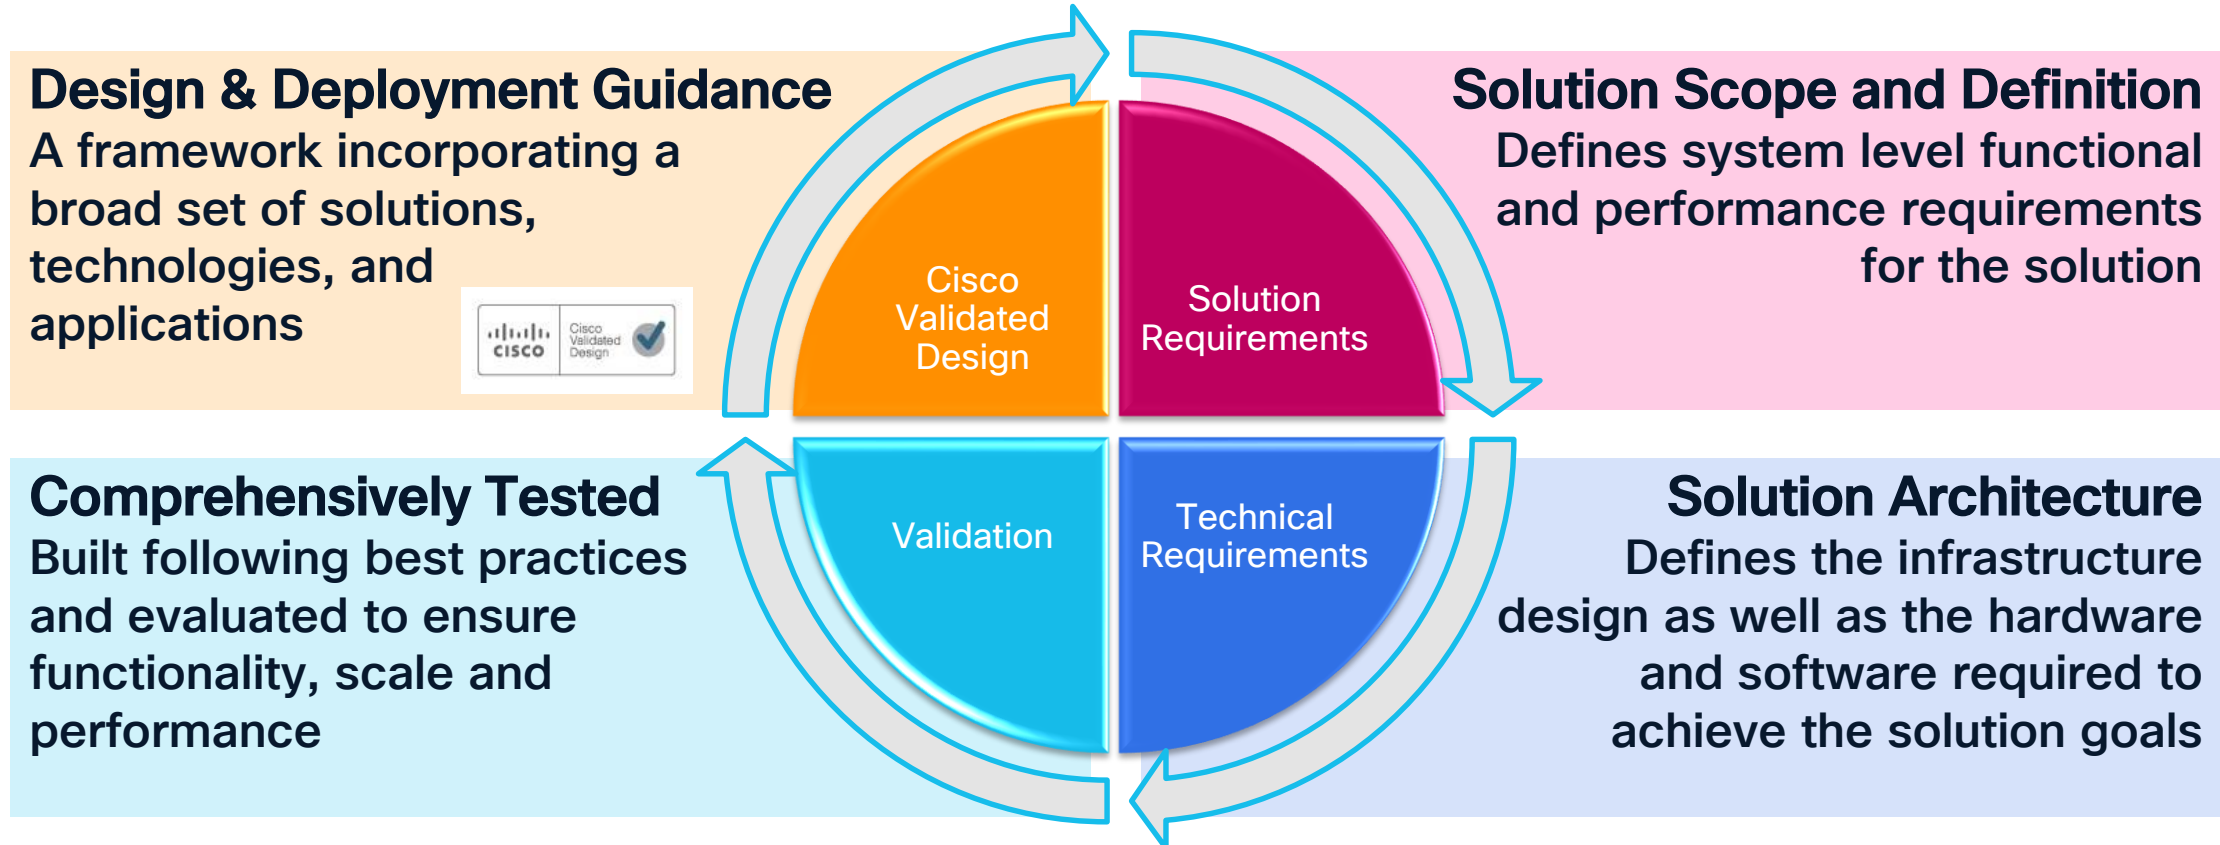 Design & Deployment Guidance
A framework incorporating a
broad set of solutions,
technologies, and
applications
CISCO
Cisco
Validated
Design
Cisco
Validated
Design
Solution
Requirements
Solution Scope and Definition
Defines system level functional
and performance requirements
for the solution
Comprehensively Tested
Built following best practices
and evaluated to ensure
functionality, scale and
performance
Validation
Technical
Requirements
Solution Architecture
Defines the infrastructure
design as well as the hardware
and software required to
achieve the solution goals